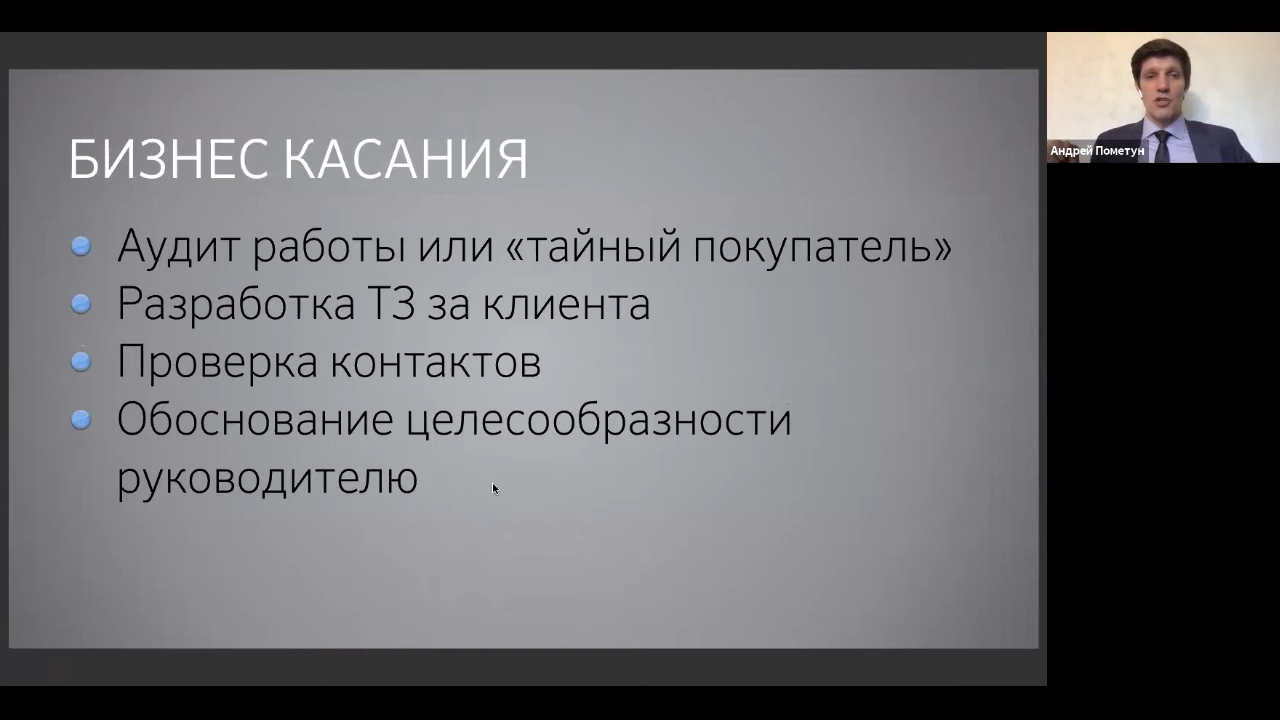 БИЗНЕС КАСАНИЯ
Аудит работы или «тайный покупатель»
Разработка ТЗ за клиента
Проверка контактов
Обоснование целесообразности
руководителю
Андрей Пометун